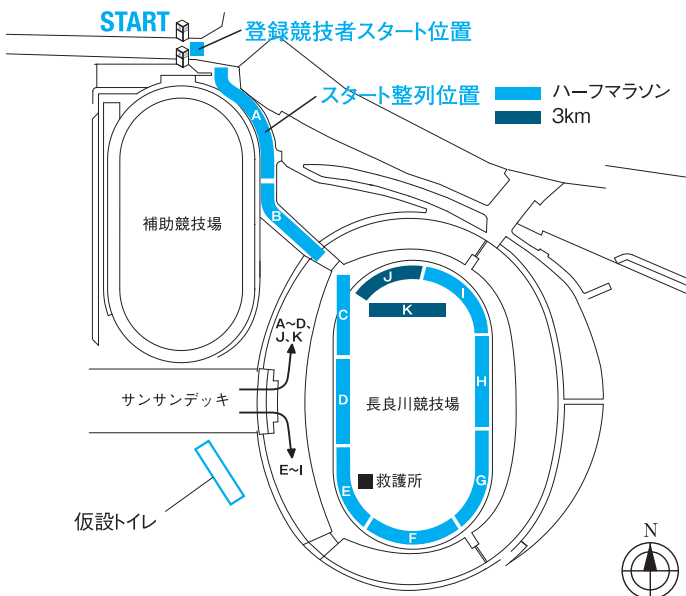 START
登録競技者スタート位置
スタート整列位置
ハーフマラソン
3km
A
B
補助競技場
J
I
K
C
A~D、
J、K
H
サンサンデッキ
D
長良川競技場
E~I
救護所
E
G
F
仮設トイレ
N